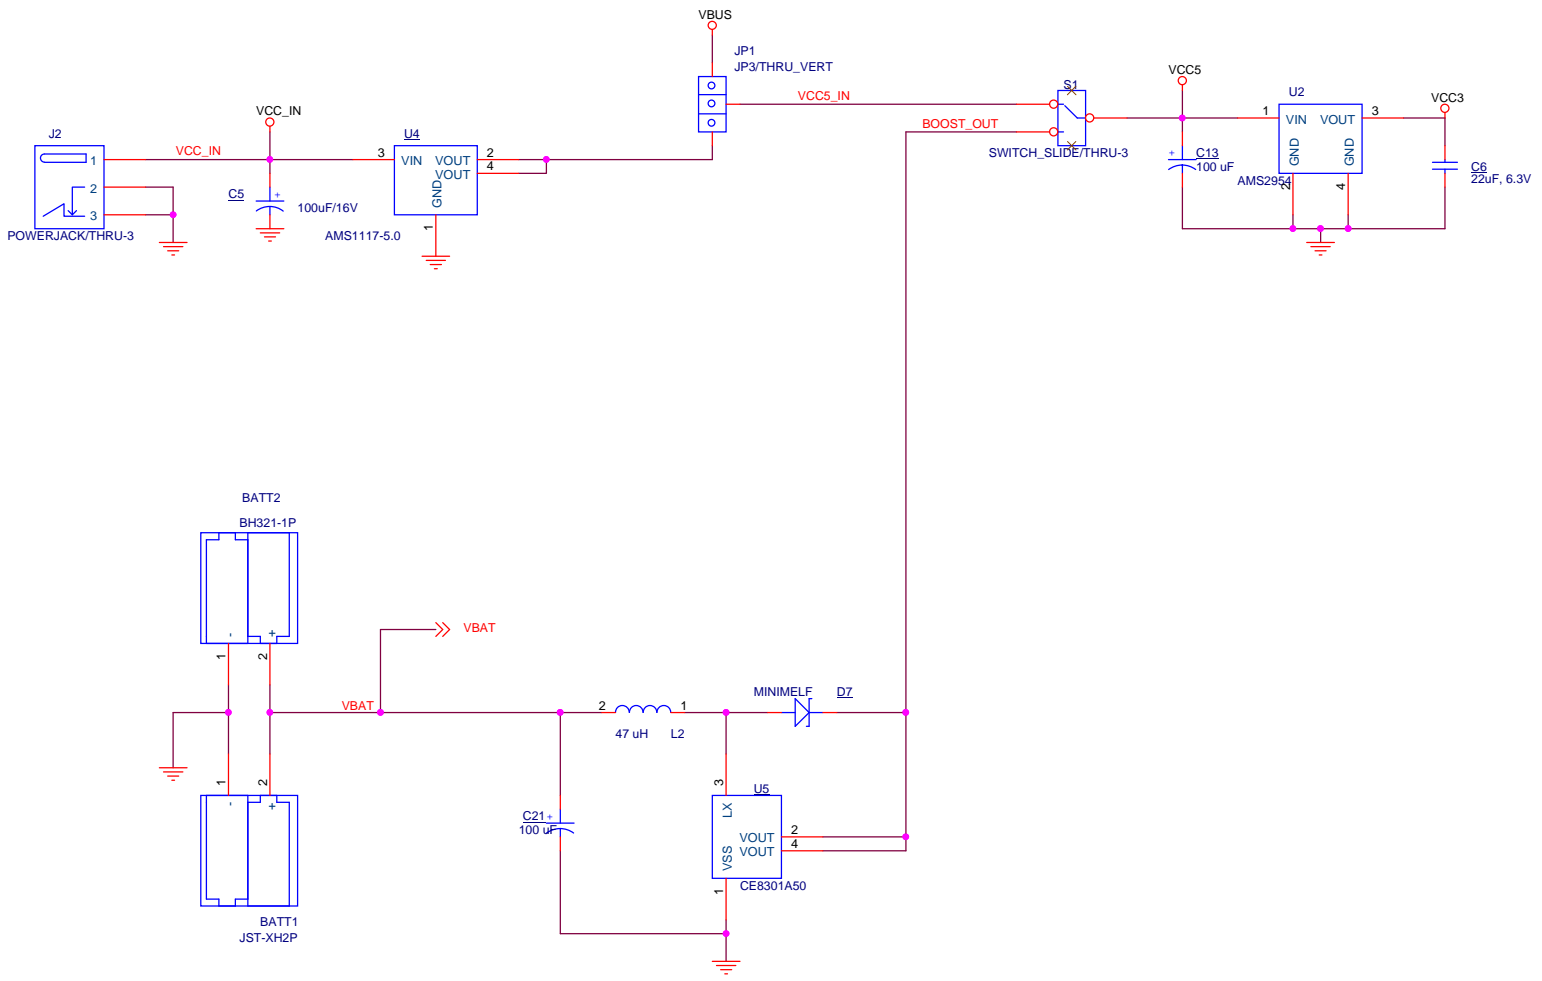 VBUS
JP1
JP3/THRU_VERT
VCC5_IN
S1
BOOST_OUT
SWITCH_SLIDE/THRU-3
VCC5
U2
VCC3
1
VIN
VOUT
3
GND
GND
C13
100 uF
AMS2954
2
4
C6
22uF, 6.3V
VCC_IN
J2
VCC_IN
U4
1
2
3
POWERJACK/THRU-3
C5
+
100uF/16V
3
VIN
VOUT
2
VOUT
4
GND
1
AMS1117-5.0
+
BATT2
BH321-1P
-
+
1
2
VBAT
VBAT
1
2
-
+
BATT1
JST-XH2P
2
1
47 uH
L2
MINIMELF
D7
3
U5
LX
C21
+
100 uF
VOUT
2
VOUT
4
VSS
1
CE8301A50